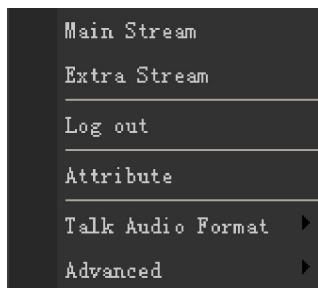 Main Stream
Extra Stream
Log out
Attribute
Talk Audio Format
Advanced